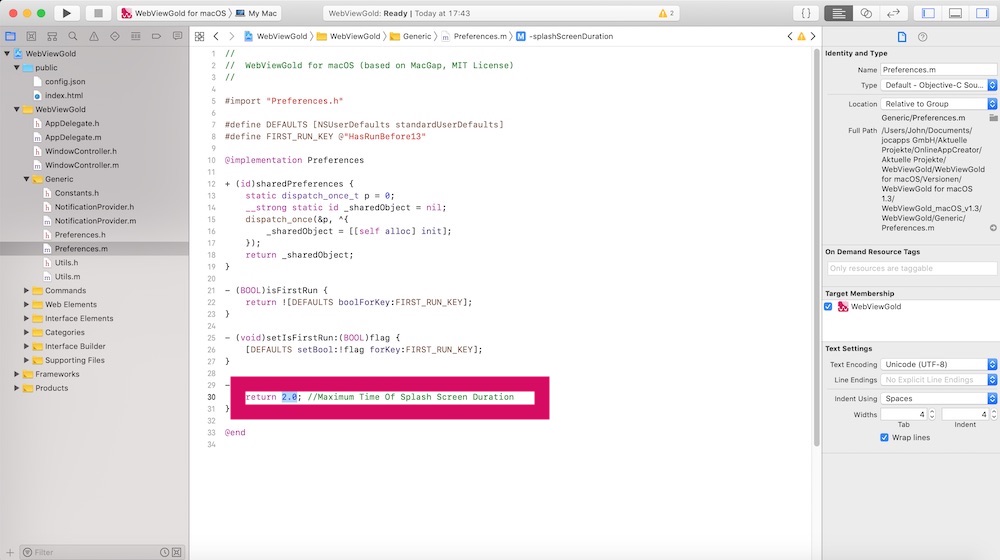 WebViewGold for macOS 〉 My Mac
WebViewGold: Ready | Today at 17:43
2
WebViewGold 〉 WebViewGold 〉 Generic 〉 Preferences.m 〉 -splashScreenDuration
WebViewGold
public
config.json
index.html
WebViewGold
AppDelegate.h
AppDelegate.m
WindowController.h
WindowController.m
Generic
Constants.h
NotificationProvider.h
NotificationProvider.m
Preferences.h
Preferences.m
Utils.h
Utils.m
Commands
Web Elements
Interface Elements
Categories
Interface Builder
Supporting Files
Frameworks
Products
Filter
1 //
2 //  WebViewGold for macOS (based on MacGap, MIT License)
3 //
4
5 #import "Preferences.h"
6
7 #define DEFAULTS [NSUserDefaults standardUserDefaults]
8 #define FIRST_RUN_KEY @"HasRunBefore13"
9
10 @implementation Preferences
11
12 + (id)sharedPreferences {
13     static dispatch_once_t p = 0;
14     __strong static id _sharedObject = nil;
15     dispatch_once(&p, ^{
16         _sharedObject = [[self alloc] init];
17     });
18     return _sharedObject;
19 }
20
21 - (BOOL)isFirstRun {
22     return ![DEFAULTS boolForKey:FIRST_RUN_KEY];
23 }
24
25 - (void)setIsFirstRun:(BOOL)flag {
26     [DEFAULTS setBool:!flag forKey:FIRST_RUN_KEY];
27 }
28
29 -
30     return 2.0; //Maximum Time Of Splash Screen Duration
31 }
32
33 @end
34
Identity and Type
Name Preferences.m
Type Default - Objective-C Sou...
Location Relative to Group
Generic/Preferences.m
Full Path /Users/John/Documents/
jocapps GmbH/Aktuelle
Projekte/OnlineAppCreator/
Aktuelle Projekte/
WebViewGold/WebViewGold
for macOS/Versionen/
WebViewGold for macOS
1.3/
WebViewGold_macOS_v1.3/
WebViewGold/Generic/
Preferences.m
On Demand Resource Tags
Only resources are taggable
Target Membership
WebViewGold
Text Settings
Text Encoding Unicode (UTF-8)
Line Endings No Explicit Line Endings
Indent Using Spaces
Widths 4 4
Tab Indent
Wrap lines